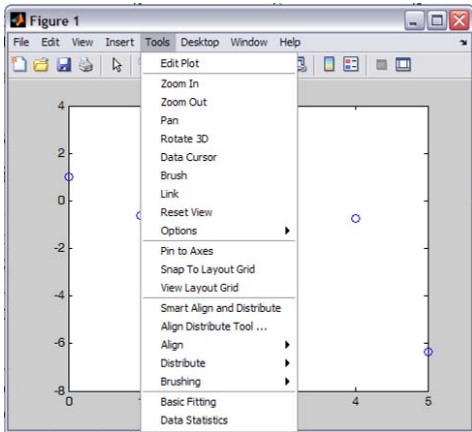 Figure 1
File Edit View Insert Tools Desktop Window Help
Edit Plot
Zoom In
Zoom Out
Pan
Rotate 3D
Data Cursor
Brush
Link
Reset View
Options
Pin to Axes
Snap To Layout Grid
View Layout Grid
Smart Align and Distribute
Align Distribute Tool ...
Align
Distribute
Brushing
Basic Fitting
Data Statistics
4
2
0
-2
-4
-6
-8
0
4
5